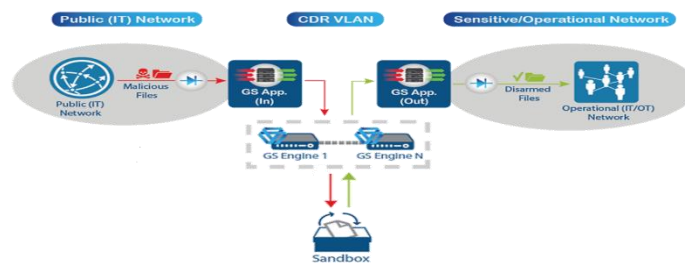 Public (IT) Network
CDR VLAN
Sensitive/Operational Network
Public (IT)
Network
Malicious
Files
GS App.
(In)
GS App.
(Out)
Disarmed
Files
Operational (IT/OT)
Network
GS Engine 1
GS Engine N
Sandbox